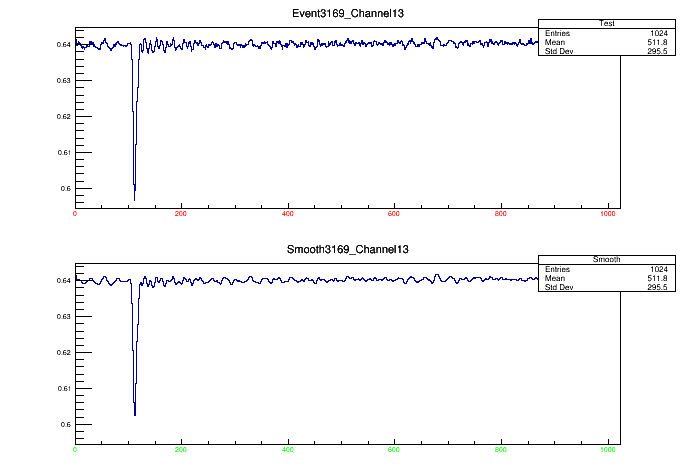 Event3169_Channel13
Test
Entries 1024
Mean 511.8
Std Dev 295.5
0.64
0.63
0.62
0.61
0.6
0 200 400 600 800 1000
Smooth3169_Channel13
Smooth
Entries 1024
Mean 511.8
Std Dev 295.5
0.64
0.63
0.62
0.61
0.6
0 200 400 600 800 1000